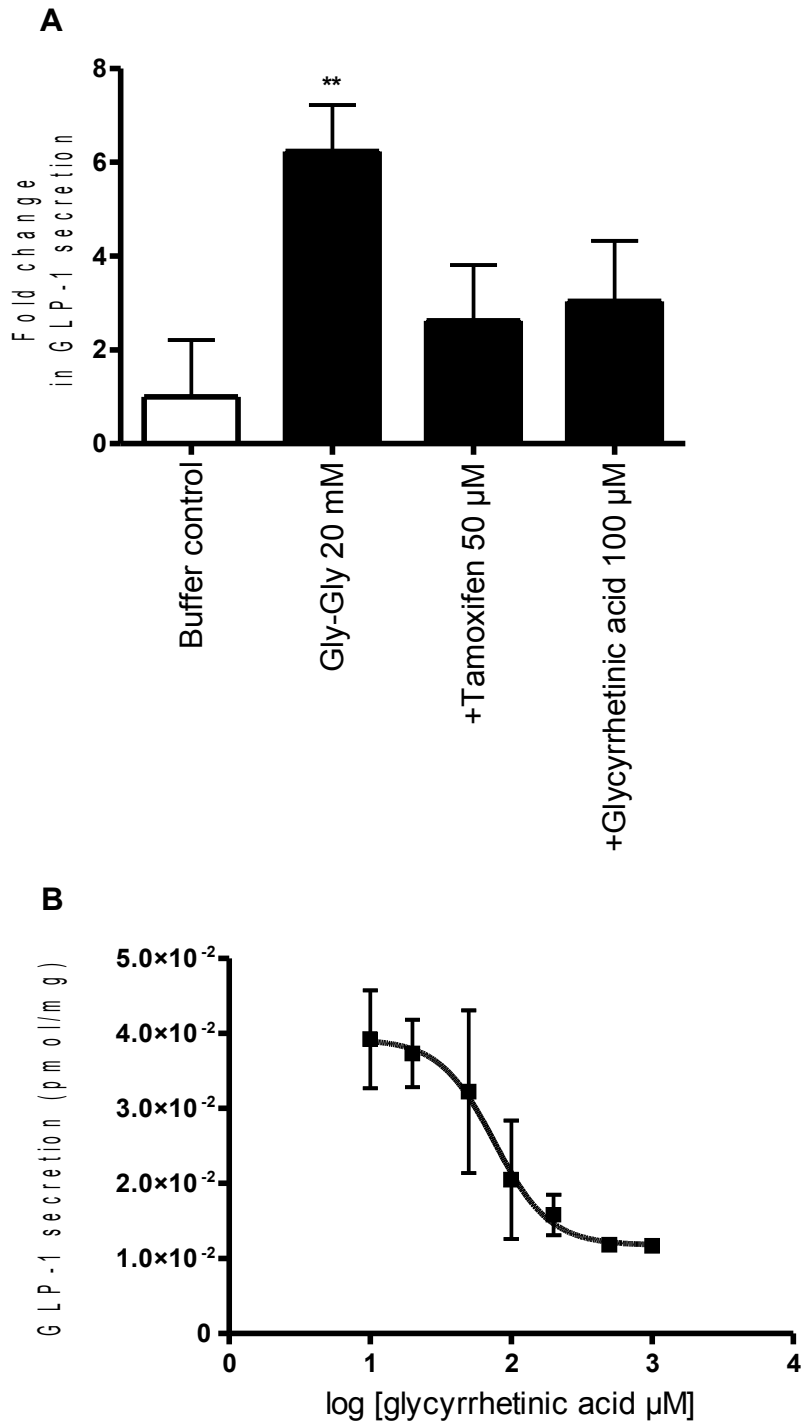 A
8
**
6
4
2
0
Fold change
in GLP-1 secretion
Buffer control
Gly-Gly 20 mM
+Tamoxifen 50 µM
+Glycyrrhetinic acid 100 µM
B
5.0×10⁻²
4.0×10⁻²
3.0×10⁻²
2.0×10⁻²
1.0×10⁻²
0
GLP-1 secretion (pmol/mg)
0 1 2 3 4
log [glycyrrhetinic acid µM]